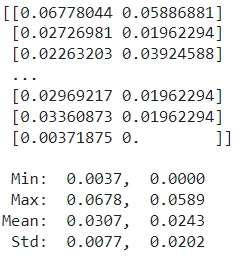 [[0.06778044 0.05886881]
 [0.02726981 0.01962294]
 [0.02263203 0.03924588]
 ...
 [0.02969217 0.01962294]
 [0.03360873 0.01962294]
 [0.00371875 0.        ]]
 Min:  0.0037,  0.0000
 Max:  0.0678,  0.0589
Mean:  0.0307,  0.0243
 Std:  0.0077,  0.0202